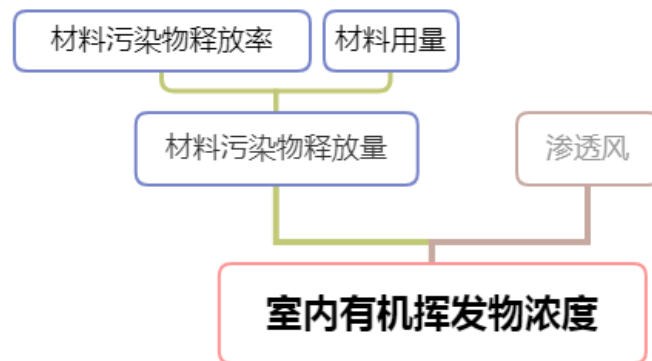 材料污染物释放率
材料用量
材料污染物释放量
渗透风
室内有机挥发物浓度